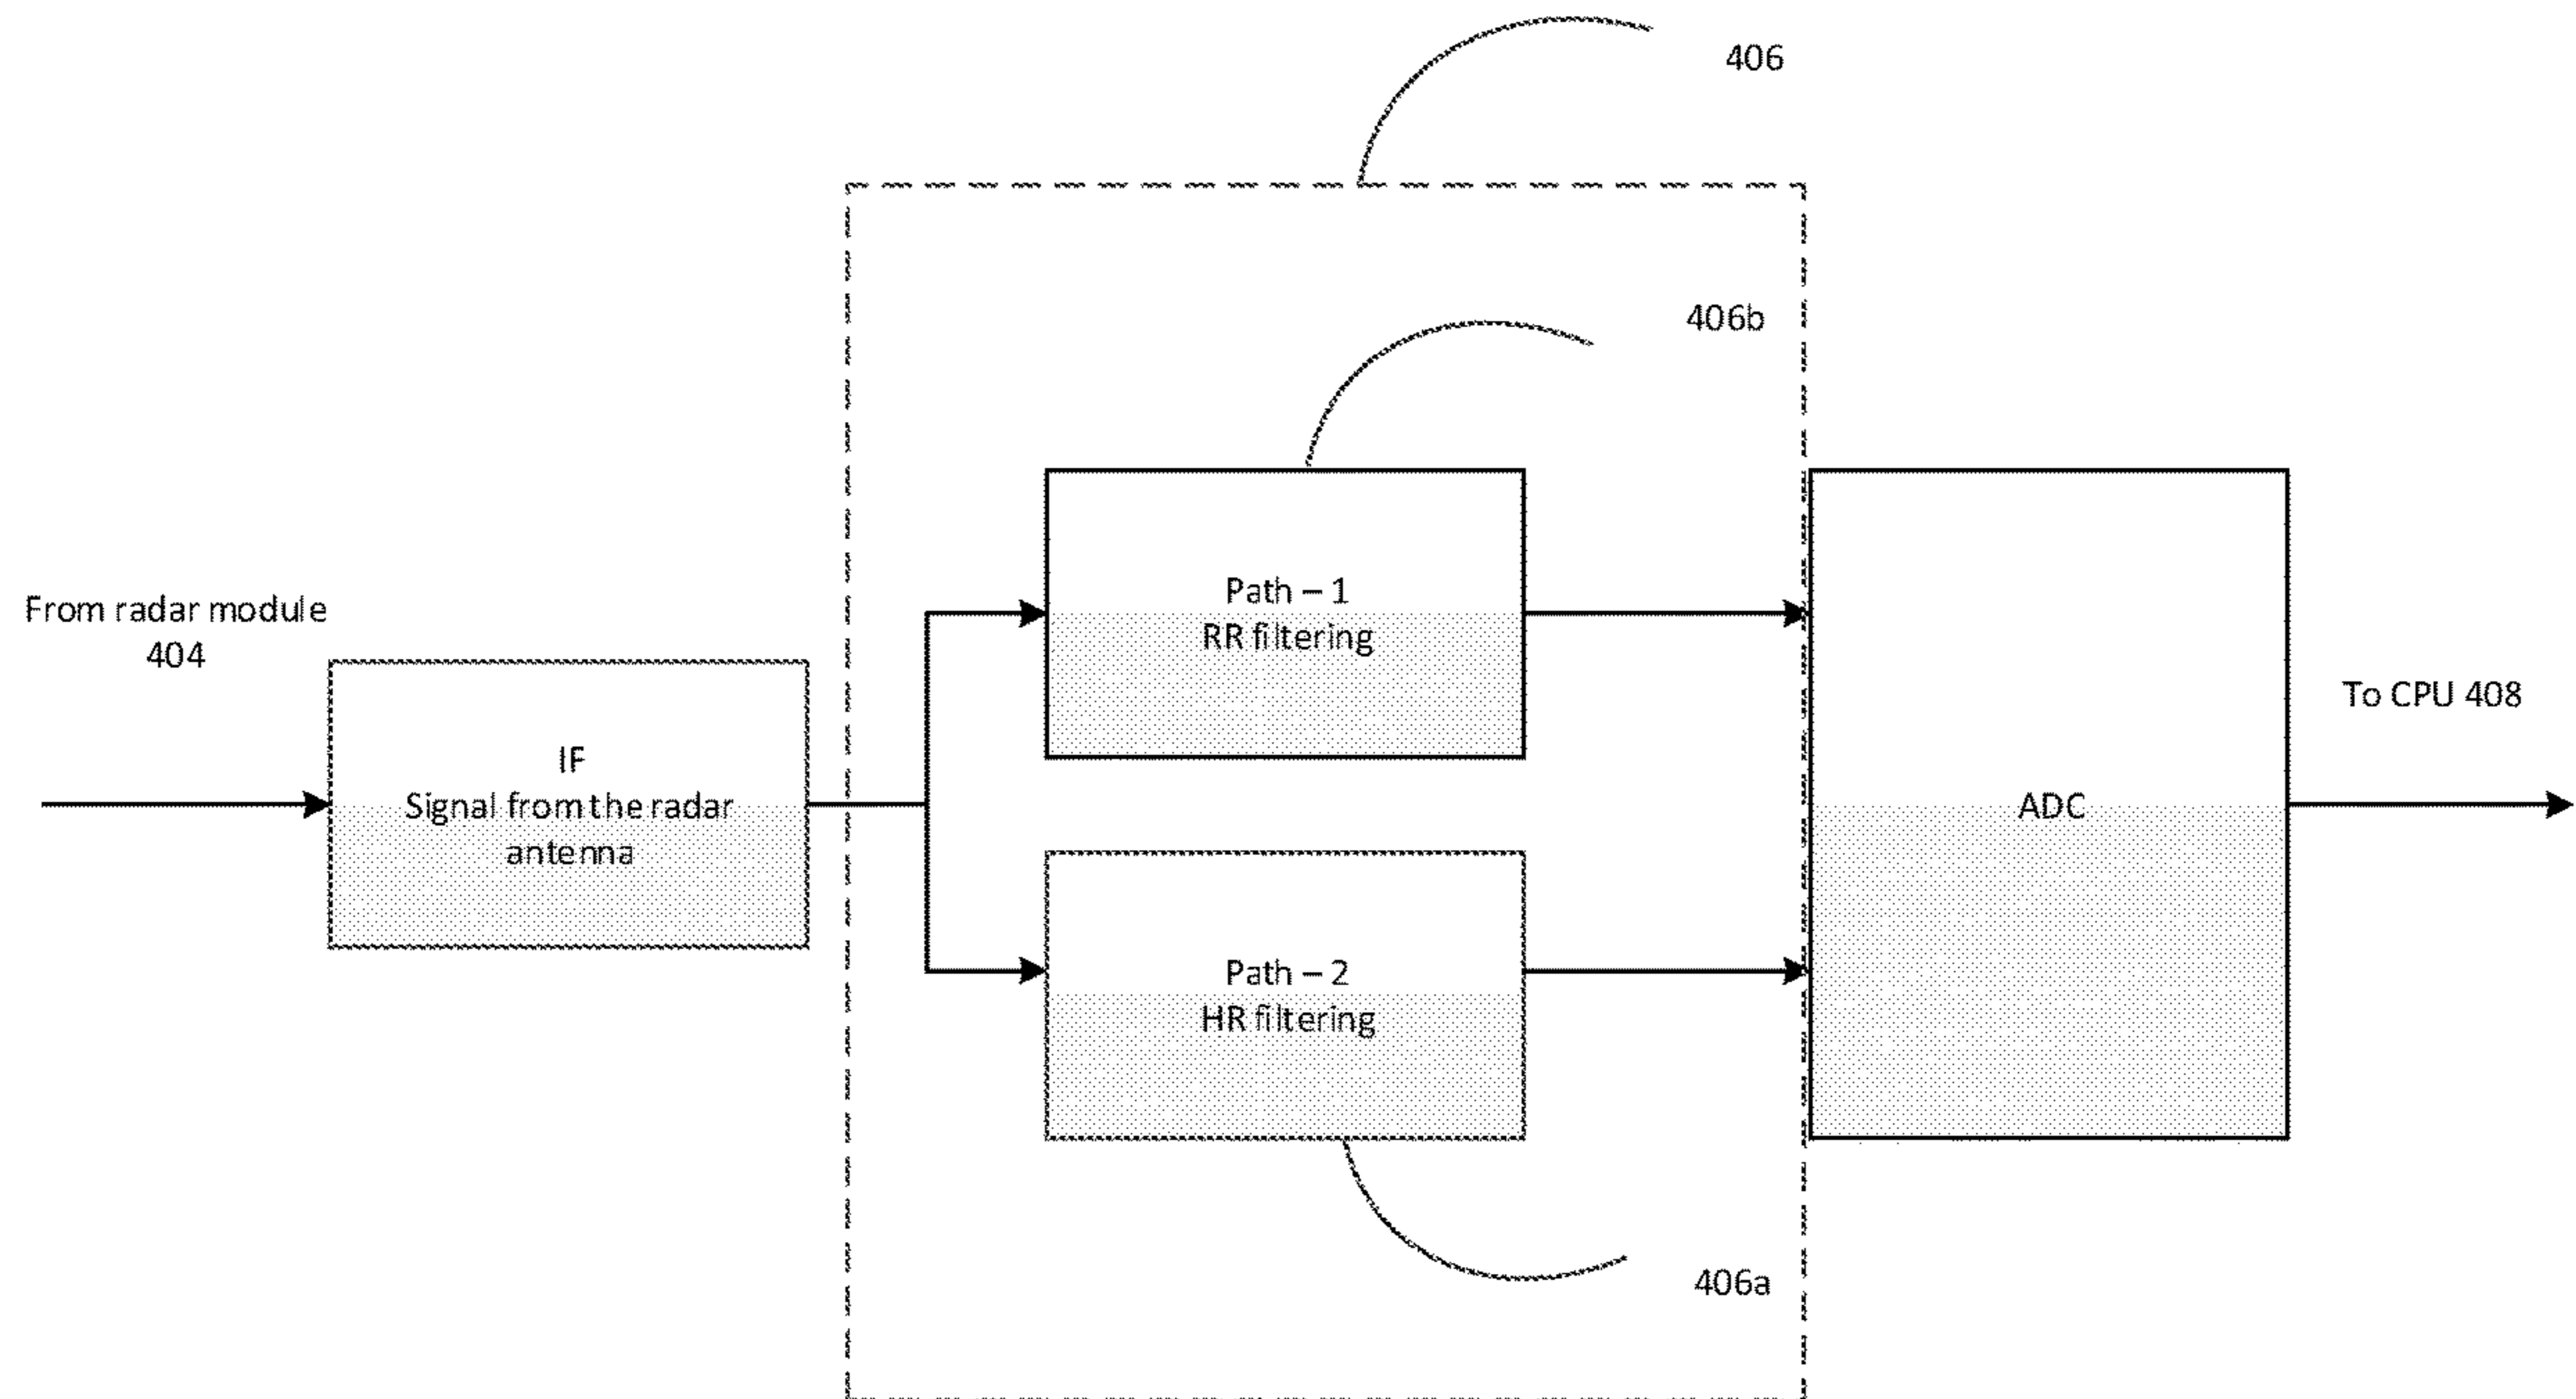 406
406b
From radar module
404
Path – 1
RR filtering
To CPU 408
IF
Signal from the radar
antenna
ADC
Path – 2
HR filtering
406a